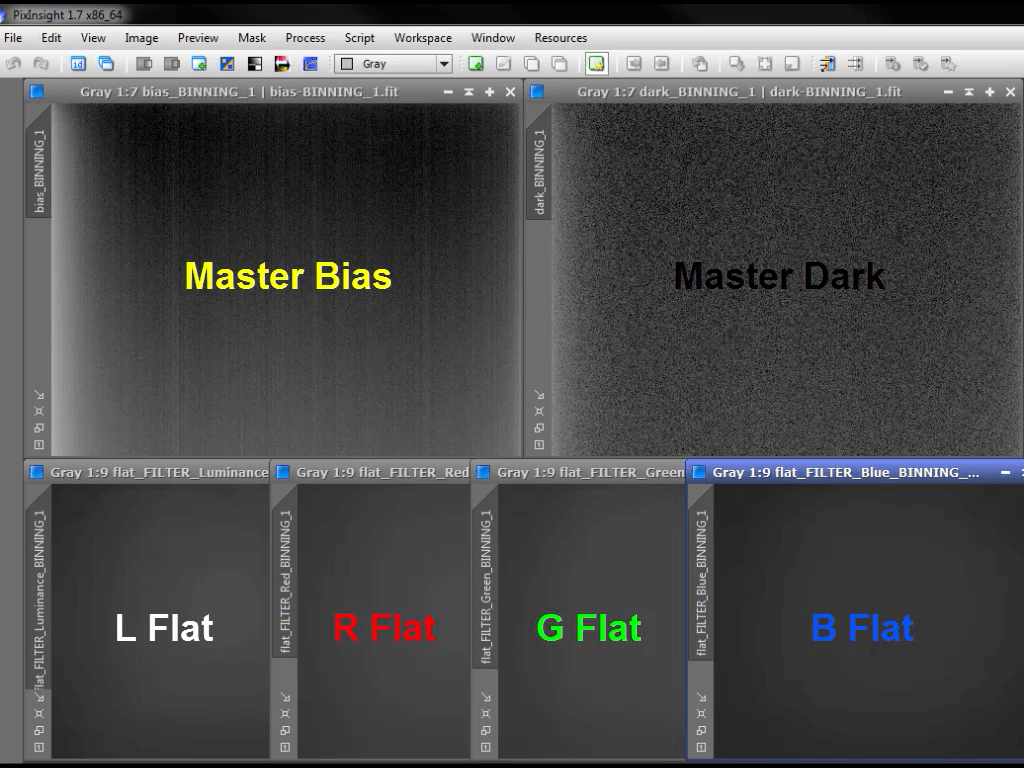 PixInsight 1.7 x86_64
File Edit View Image Preview Mask Process Script Workspace Window Resources
1d Gray
Gray 1:7 bias_BINNING_1 | bias-BINNING_1.fit
Gray 1:7 dark_BINNING_1 | dark-BINNING_1.fit
bias_BINNING_1
dark_BINNING_1
Master Bias
Master Dark
Gray 1:9 flat_FILTER_Luminance
Gray 1:9 flat_FILTER_Red
Gray 1:9 flat_FILTER_Green
Gray 1:9 flat_FILTER_Blue_BINNING_...
flat_FILTER_Luminance_BINNING_1
flat_FILTER_Red_BINNING_1
flat_FILTER_Green_BINNING_1
flat_FILTER_Blue_BINNING_1
L Flat
R Flat
G Flat
B Flat